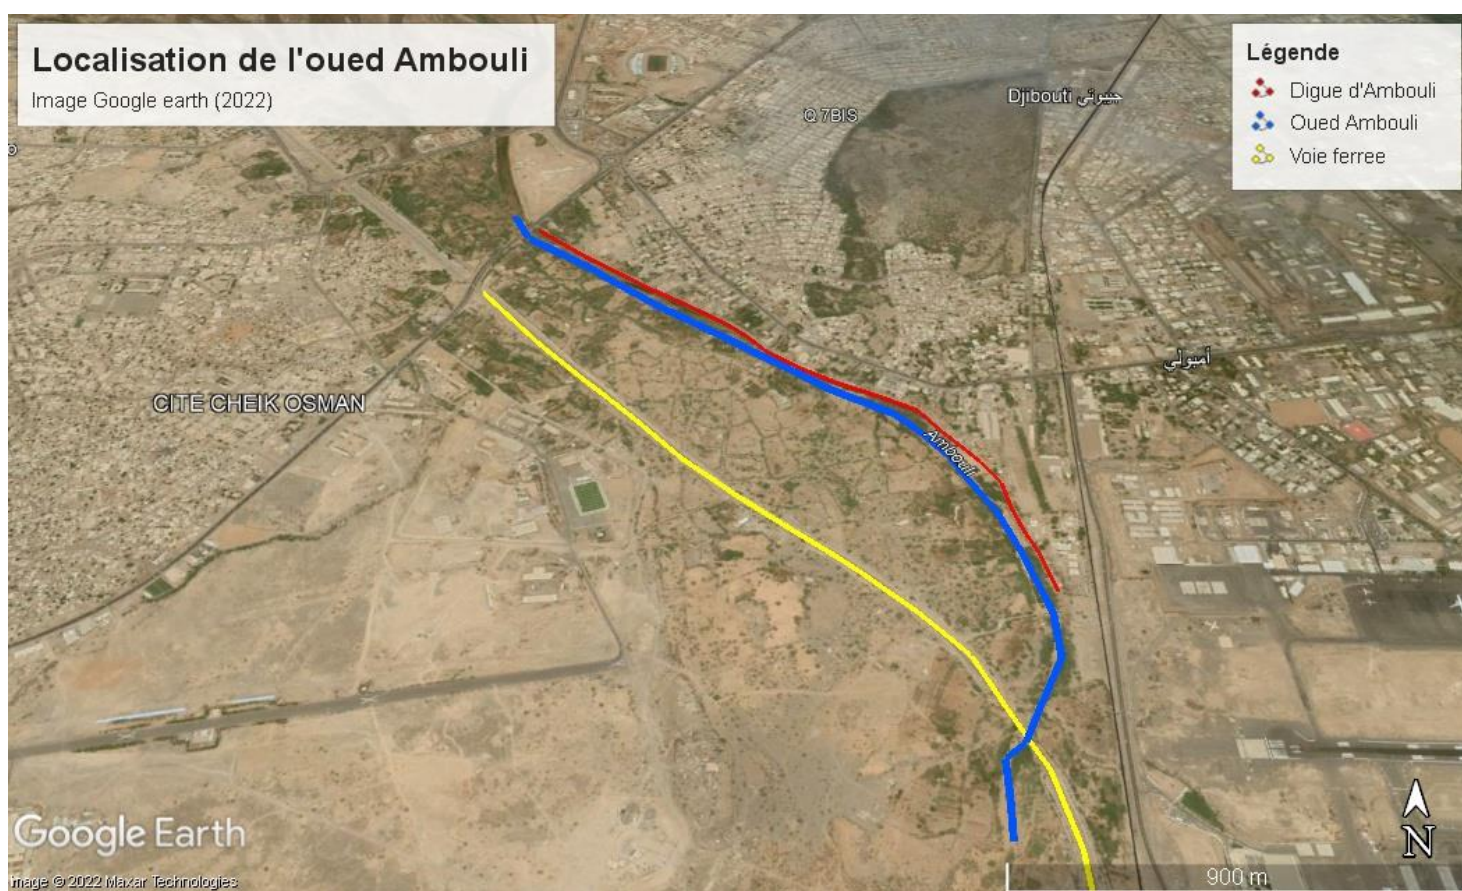 Localisation de l'oued Ambouli
Image Google earth (2022)
Légende
Digue d'Ambouli
Oued Ambouli
Voie ferree
Djibouti جيبوتي
Q 7BIS
أمبولي
CITE CHEIK OSMAN
Ambouli
Google Earth
Image © 2022 Maxar Technologies
900 m
N